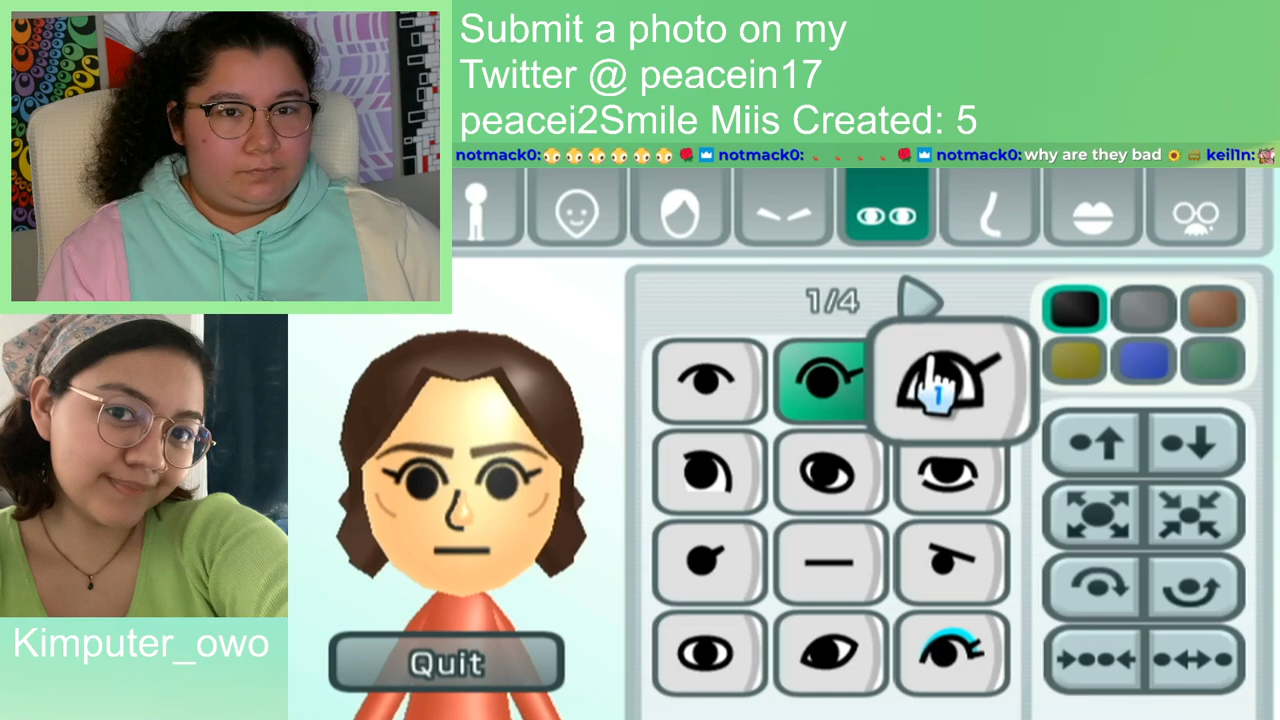 Submit a photo on my
Twitter @ peacein17
peacei2Smile Miis Created: 5
notmack0: notmack0: notmack0: why are they bad keil1n:
1/4
1
Quit
Kimputer_owo